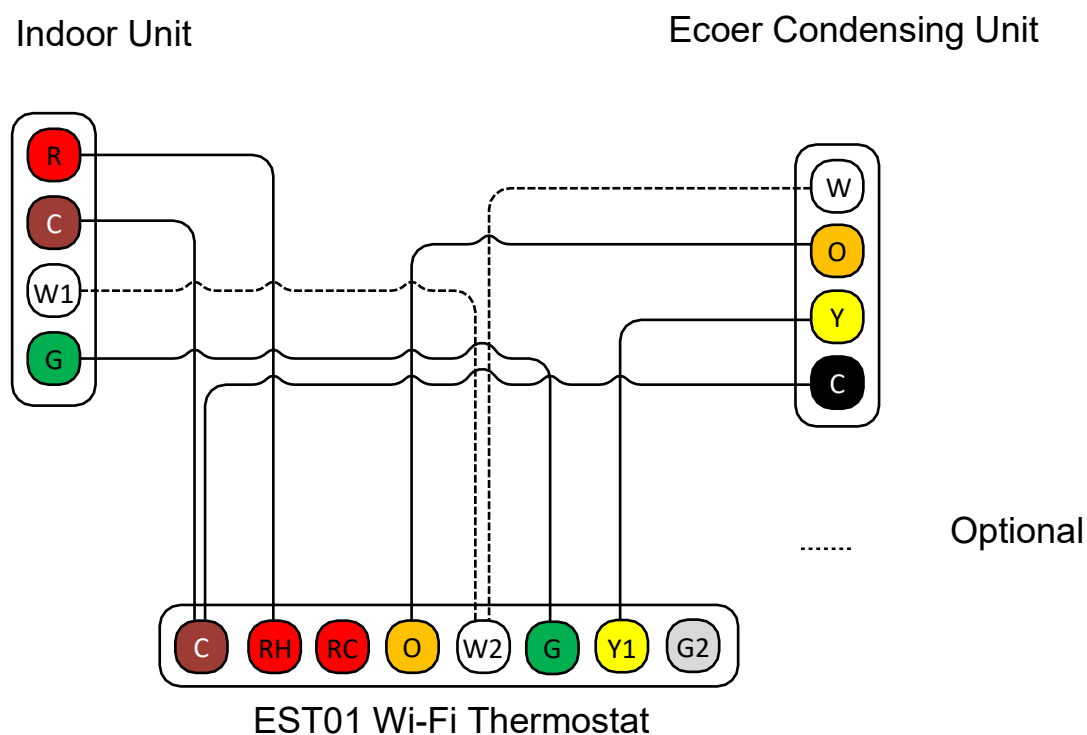 Indoor Unit
Ecoer Condensing Unit
R
C
W1
G
W
O
Y
C
Optional
C RH RC O W2 G Y1 G2
EST01 Wi-Fi Thermostat